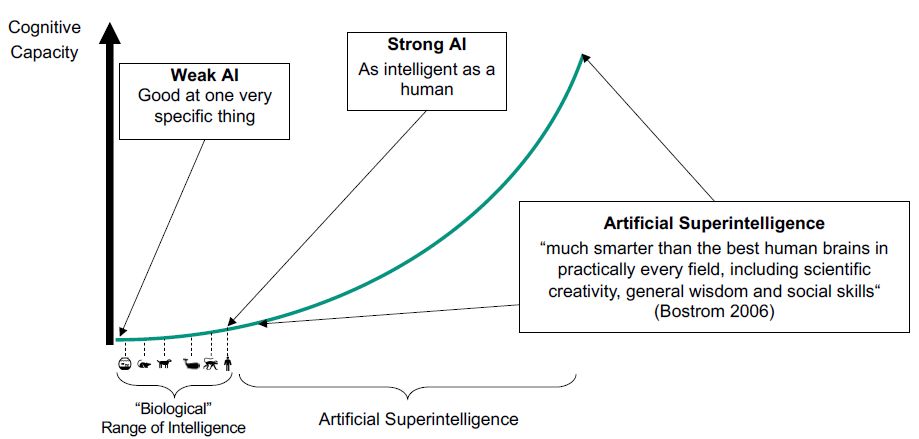 Cognitive
Capacity
Weak AI
Good at one very
specific thing
Strong AI
As intelligent as a
human
Artificial Superintelligence
“much smarter than the best human brains in
practically every field, including scientific
creativity, general wisdom and social skills“
(Bostrom 2006)
“Biological”
Range of Intelligence
Artificial Superintelligence